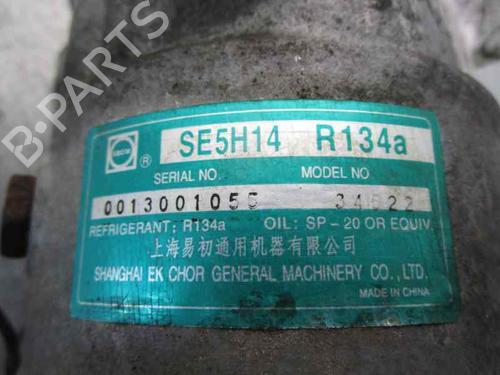 SE5H14 R134a
SERIAL NO. MODEL NO
REFRIGERANT: R134a OIL: SP-20 OR EQUIV.
上海易初通用机器有限公司
SHANGHAI EK CHOR GENERAL MACHINERY CO., LTD.
MADE IN CHINA
B-Parts